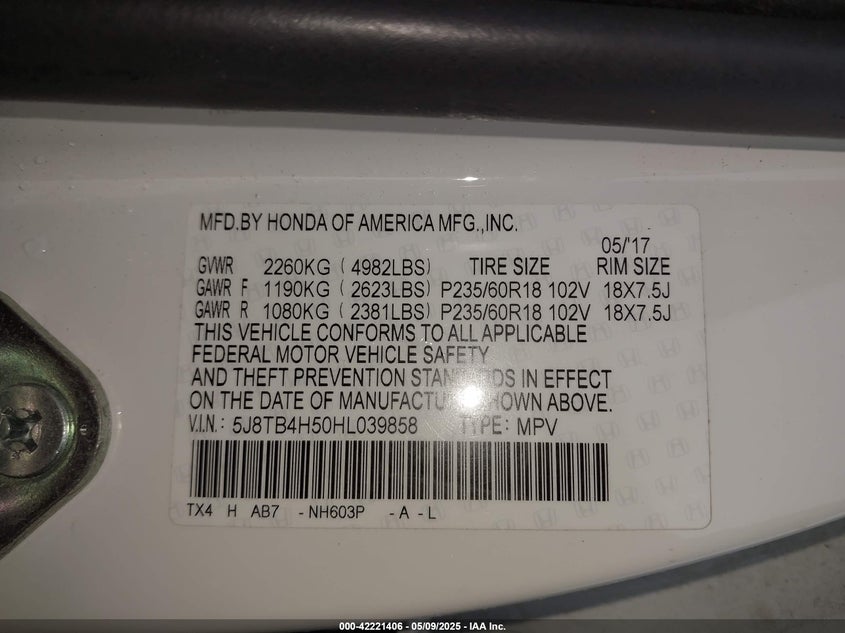 MFD.BY HONDA OF AMERICA MFG.,INC.
05/'17
GVWR 2260KG ( 4982LBS) TIRE SIZE RIM SIZE
GAWR F 1190KG ( 2623LBS) P235/60R18 102V 18X7.5J
GAWR R 1080KG ( 2381LBS) P235/60R18 102V 18X7.5J
THIS VEHICLE CONFORMS TO ALL APPLICABLE
FEDERAL MOTOR VEHICLE SAFETY
AND THEFT PREVENTION IN EFFECT
ON THE DATE OF ABOVE.
V.I.N.: 5J8TB4H50HL039858 TYPE: MPV
TX4 H AB7 -NH603P -A -L
000-42221406 - 05/09/2025 - IAA Inc.